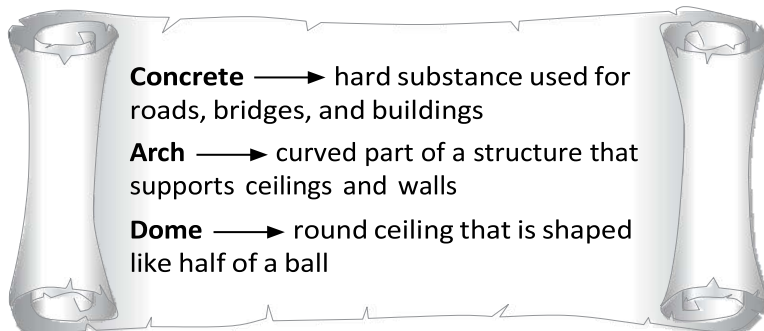 Concrete ⟶ hard substance used for
roads, bridges, and buildings
Arch ⟶ curved part of a structure that
supports ceilings and walls
Dome ⟶ round ceiling that is shaped
like half of a ball